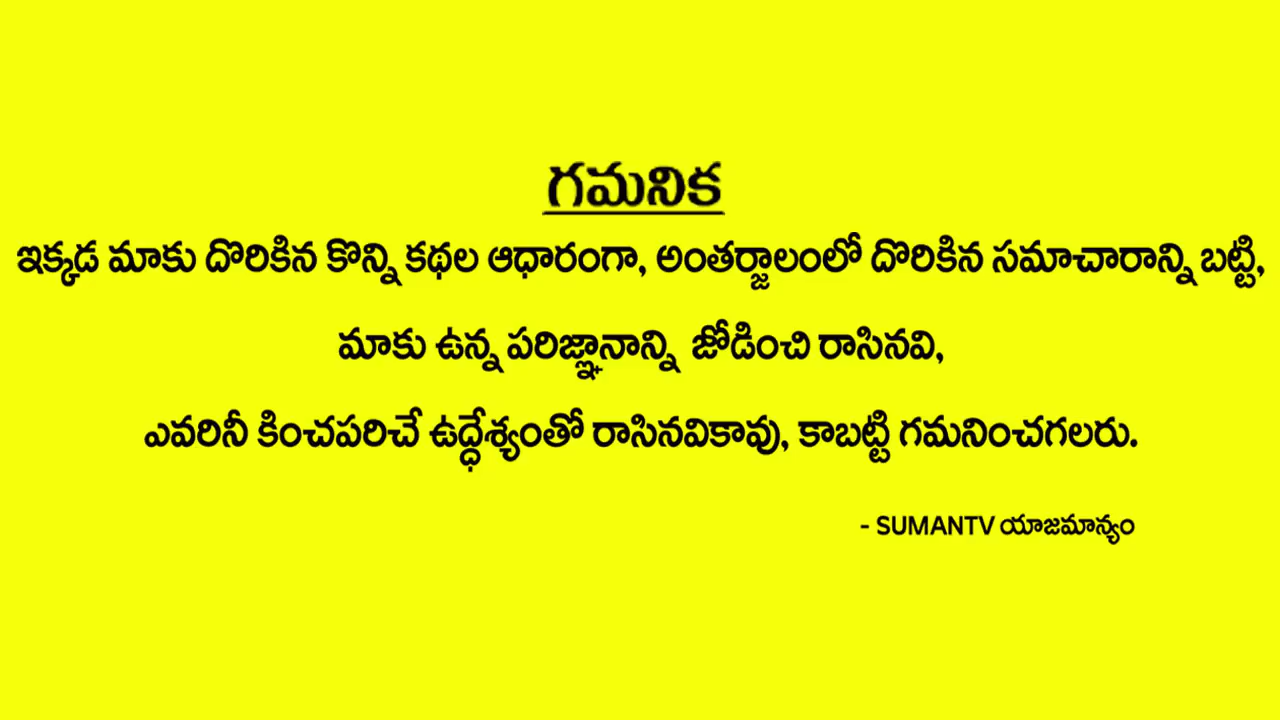 గమనిక
ఇక్కడ మాకు దొరికిన కొన్ని కథల ఆధారంగా, అంతర్జాలంలో దొరికిన సమాచారాన్ని బట్టి,
మాకు ఉన్న పరిజ్ఞానాన్ని జోడించి రాసినవి,
ఎవరినీ కించపరిచే ఉద్ధేశ్యంతో రాసినవికావు, కాబట్టి గమనించగలరు.
- SUMANTV యాజమాన్యం